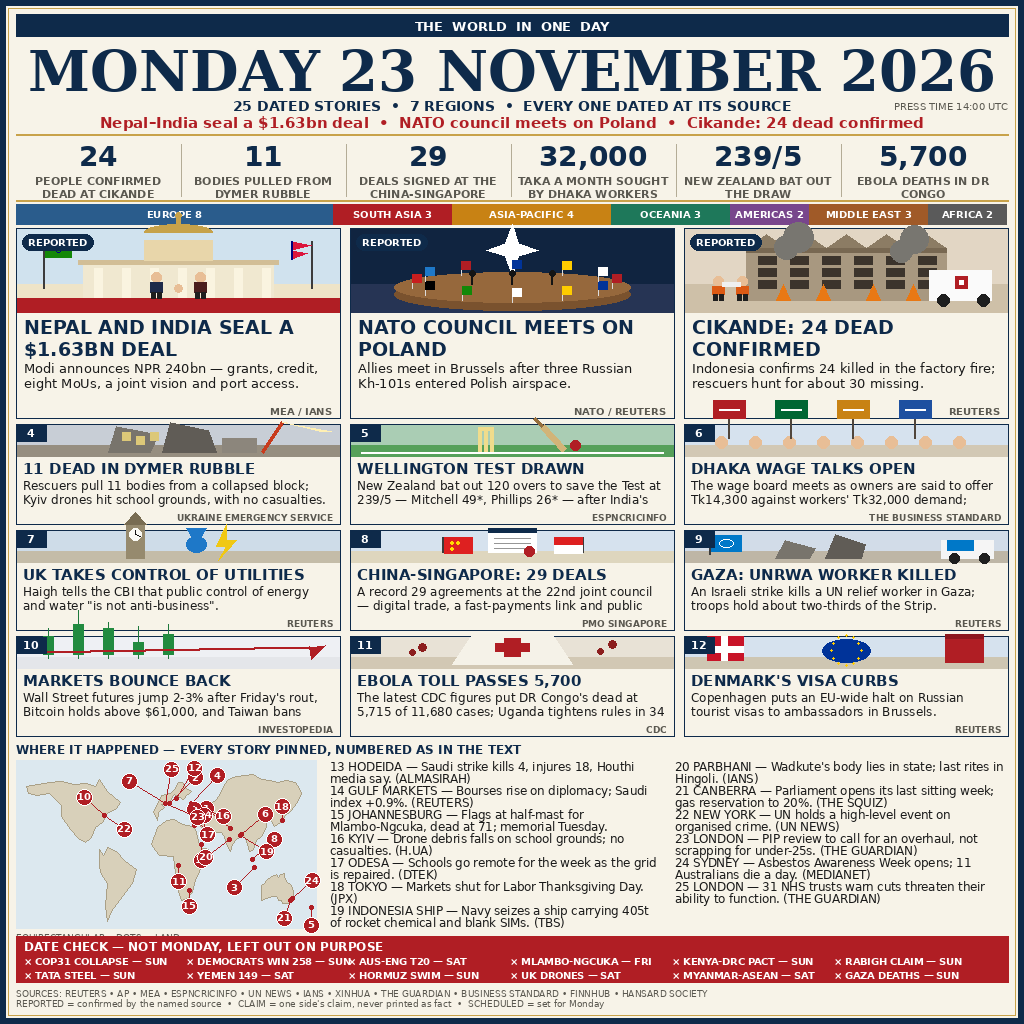 THE WORLD IN ONE DAY
MONDAY 23 NOVEMBER 2026
25 DATED STORIES • 7 REGIONS • EVERY ONE DATED AT ITS SOURCE
PRESS TIME 14:00 UTC
Nepal–India seal a $1.63bn deal • NATO council meets on Poland • Cikande: 24 dead confirmed
24
PEOPLE CONFIRMED
DEAD AT CIKANDE
11
BODIES PULLED FROM
DYMER RUBBLE
29
DEALS SIGNED AT THE
CHINA-SINGAPORE
32,000
TAKA A MONTH SOUGHT
BY DHAKA WORKERS
239/5
NEW ZEALAND BAT OUT
THE DRAW
5,700
EBOLA DEATHS IN DR
CONGO
EUROPE 8
SOUTH ASIA 3
ASIA-PACIFIC 4
OCEANIA 3
AMERICAS 2
MIDDLE EAST 3
AFRICA 2
REPORTED
NEPAL AND INDIA SEAL A
$1.63BN DEAL
Modi announces NPR 240bn — grants, credit,
eight MoUs, a joint vision and port access.
MEA / IANS
REPORTED
NATO COUNCIL MEETS ON
POLAND
Allies meet in Brussels after three Russian
Kh-101s entered Polish airspace.
NATO / REUTERS
REPORTED
CIKANDE: 24 DEAD
CONFIRMED
Indonesia confirms 24 killed in the factory fire;
rescuers hunt for about 30 missing.
REUTERS
4
11 DEAD IN DYMER RUBBLE
Rescuers pull 11 bodies from a collapsed block;
Kyiv drones hit school grounds, with no casualties.
UKRAINE EMERGENCY SERVICE
5
WELLINGTON TEST DRAWN
New Zealand bat out 120 overs to save the Test at
239/5 — Mitchell 49*, Phillips 26* — after India's
ESPNCRICINFO
6
DHAKA WAGE TALKS OPEN
The wage board meets as owners are said to offer
Tk14,300 against workers' Tk32,000 demand;
THE BUSINESS STANDARD
7
UK TAKES CONTROL OF UTILITIES
Haigh tells the CBI that public control of energy
and water "is not anti-business".
REUTERS
8
CHINA-SINGAPORE: 29 DEALS
A record 29 agreements at the 22nd joint council
— digital trade, a fast-payments link and public
PMO SINGAPORE
9
GAZA: UNRWA WORKER KILLED
An Israeli strike kills a UN relief worker in Gaza;
troops hold about two-thirds of the Strip.
REUTERS
10
MARKETS BOUNCE BACK
Wall Street futures jump 2-3% after Friday's rout,
Bitcoin holds above $61,000, and Taiwan bans
INVESTOPEDIA
11
EBOLA TOLL PASSES 5,700
The latest CDC figures put DR Congo's dead at
5,715 of 11,680 cases; Uganda tightens rules in 34
CDC
12
DENMARK'S VISA CURBS
Copenhagen puts an EU-wide halt on Russian
tourist visas to ambassadors in Brussels.
REUTERS
WHERE IT HAPPENED — EVERY STORY PINNED, NUMBERED AS IN THE TEXT
25
12
4
7
10
22
23
16
6
18
17
8
19
20
11
3
15
24
21
5
13 HODEIDA — Saudi strike kills 4, injures 18, Houthi
media say. (ALMASIRAH)
14 GULF MARKETS — Bourses rise on diplomacy; Saudi
index +0.9%. (REUTERS)
15 JOHANNESBURG — Flags at half-mast for
Mlambo-Ngcuka, dead at 71; memorial Tuesday.
16 KYIV — Drone debris falls on school grounds; no
casualties. (H.UA)
17 ODESA — Schools go remote for the week as the grid
is repaired. (DTEK)
18 TOKYO — Markets shut for Labor Thanksgiving Day.
(JPX)
19 INDONESIA SHIP — Navy seizes a ship carrying 405t
of rocket chemical and blank SIMs. (TBS)
20 PARBHANI — Wadkute's body lies in state; last rites in
Hingoli. (IANS)
21 CANBERRA — Parliament opens its last sitting week;
gas reservation to 20%. (THE SQUIZ)
22 NEW YORK — UN holds a high-level event on
organised crime. (UN NEWS)
23 LONDON — PIP review to call for an overhaul, not
scrapping for under-25s. (THE GUARDIAN)
24 SYDNEY — Asbestos Awareness Week opens; 11
Australians die a day. (MEDIANET)
25 LONDON — 31 NHS trusts warn cuts threaten their
ability to function. (THE GUARDIAN)
DATE CHECK — NOT MONDAY, LEFT OUT ON PURPOSE
× COP31 COLLAPSE — SUN
× DEMOCRATS WIN 258 — SUN
× AUS-ENG T20 — SAT
× MLAMBO-NGCUKA — FRI
× KENYA-DRC PACT — SUN
× RABIGH CLAIM — SUN
× TATA STEEL — SUN
× YEMEN 149 — SAT
× HORMUZ SWIM — SUN
× UK DRONES — SAT
× MYANMAR-ASEAN — SAT
× GAZA DEATHS — SUN
SOURCES: REUTERS • AP • MEA • ESPNCRICINFO • UN NEWS • IANS • XINHUA • THE GUARDIAN • BUSINESS STANDARD • FINNHUB • HANSARD SOCIETY
REPORTED = confirmed by the named source • CLAIM = one side's claim, never printed as fact • SCHEDULED = set for Monday